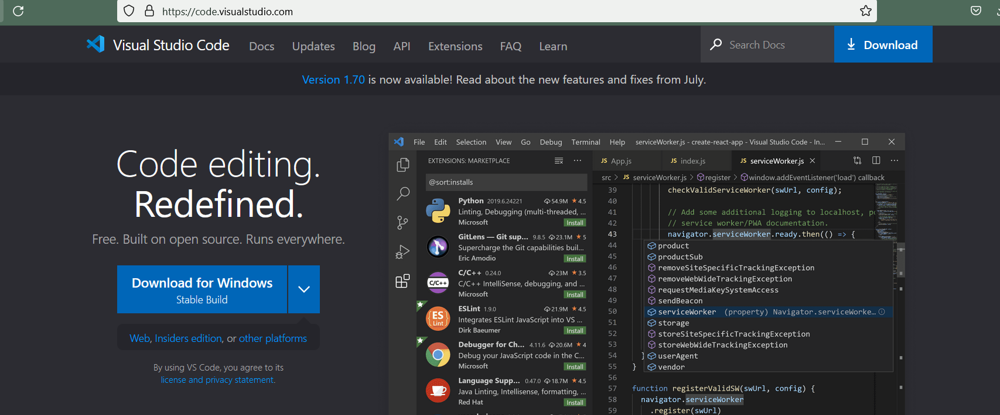 https://code.visualstudio.com
Visual Studio Code Docs Updates Blog API Extensions FAQ Learn Search Docs Download
Version 1.70 is now available! Read about the new features and fixes from July.
Code editing.
Redefined.
Free. Built on open source. Runs everywhere.
Download for Windows
Stable Build
Web, Insiders edition, or other platforms
By using VS Code, you agree to its
license and privacy statement.
File Edit Selection View Go Debug Terminal Help serviceWorker.js - create-react-app - Visual Studio Code - In...
EXTENSIONS: MARKETPLACE
@sort:installs
Python 2019.6.24221 54.9M 4.5
Linting, Debugging (multi-threaded, ...
Microsoft Install
GitLens — Git sup... 9.8.5 23.1M 5
Supercharge the Git capabilities buil...
Eric Amodio Install
C/C++
C/C++ 0.24.0 23M 3.5
C/C++ IntelliSense, debugging, and ...
Microsoft Install
ES
Lint
ESLint 1.9.0 21.9M 4.5
Integrates ESLint JavaScript into VS ...
Dirk Baeumer Install
Debugger for Ch... 4.11.6 20.6M 4
Debug your JavaScript code in the C...
Microsoft Install
Language Supp... 0.47.0 18.7M 4.5
Java Linting, Intellisense, formatting, ...
Red Hat Install
JS App.js JS index.js JS serviceWorker.js
src > JS serviceWorker.js > register > window.addEventListener('load') callback
39 checkValidServiceWorker(swUrl, config);
40
41 // Add some additional logging to localhost, po
42 // service worker/PWA documentation.
43 navigator.serviceWorker.ready.then(() => {
44 product
45 productSub
46 removeSiteSpecificTrackingException
47 removeWebWideTrackingException
48 requestMediaKeySystemAccess
49 sendBeacon
50 serviceWorker (property) Navigator.serviceWorke...
51 storage
52 storeSiteSpecificTrackingException
53 storeWebWideTrackingException
54 } userAgent
55 } vendor
56
57 function registerValidSW(swUrl, config) {
58 navigator.serviceWorker
59 .register(swUrl)